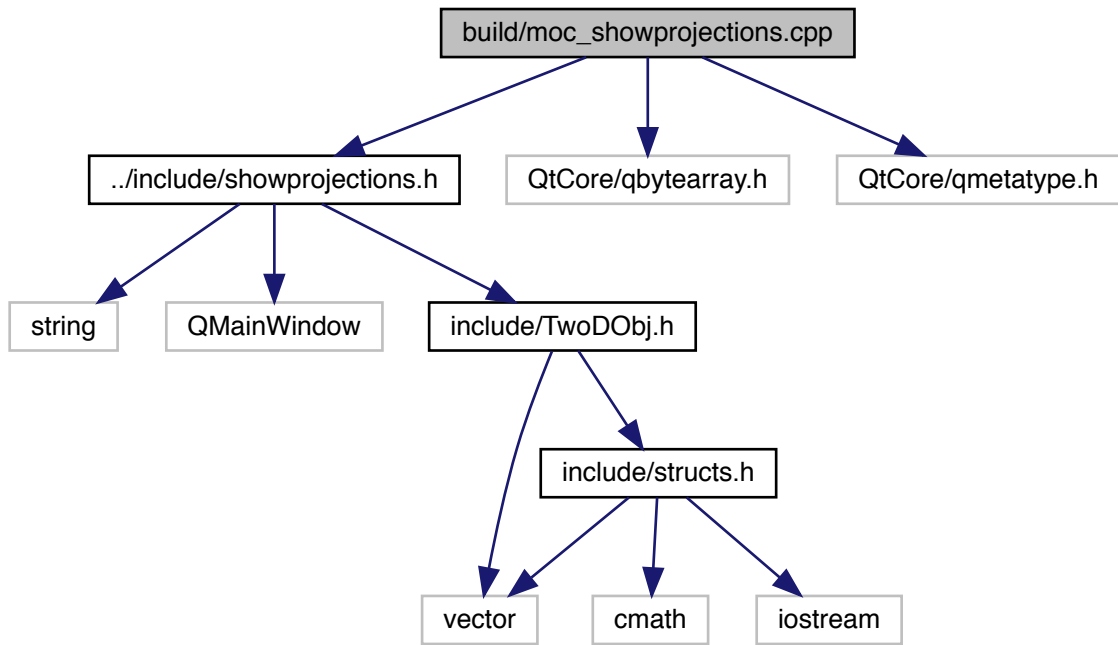 build/moc_showprojections.cpp
../include/showprojections.h
QtCore/qbytearray.h
QtCore/qmetatype.h
string
QMainWindow
include/TwoDObj.h
include/structs.h
vector
cmath
iostream